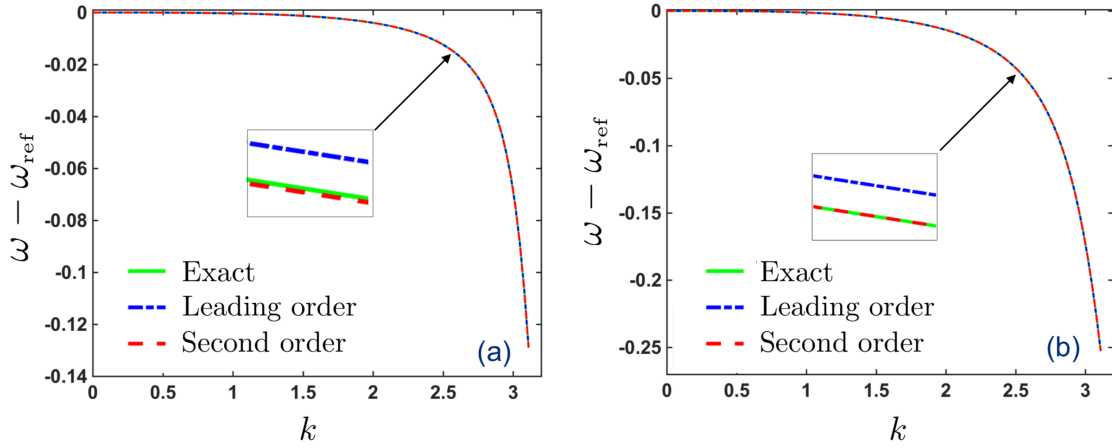 0
-0.02
-0.04
-0.06
-0.08
-0.1
-0.12
-0.14
ω − ω_ref
Exact
Leading order
Second order
(a)
0 0.5 1 1.5 2 2.5 3
k
0
-0.05
-0.1
-0.15
-0.2
-0.25
ω − ω_ref
Exact
Leading order
Second order
(b)
0 0.5 1 1.5 2 2.5 3
k